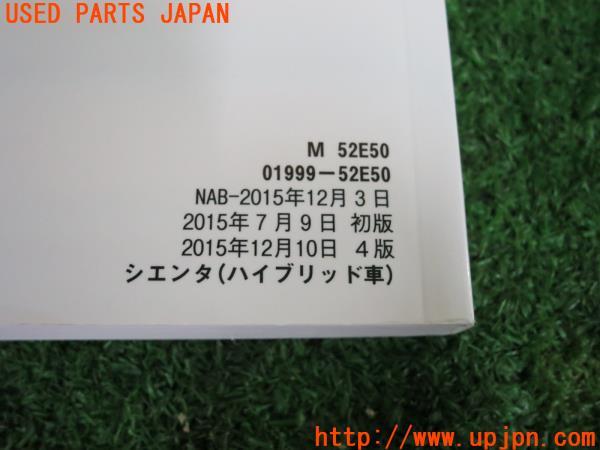 USED PARTS JAPAN
M 52E50
01999-52E50
NAB-2015年12月3日
2015年7月9日 初版
2015年12月10日 4版
シエンタ(ハイブリッド車)
http://www.upjpn.com/